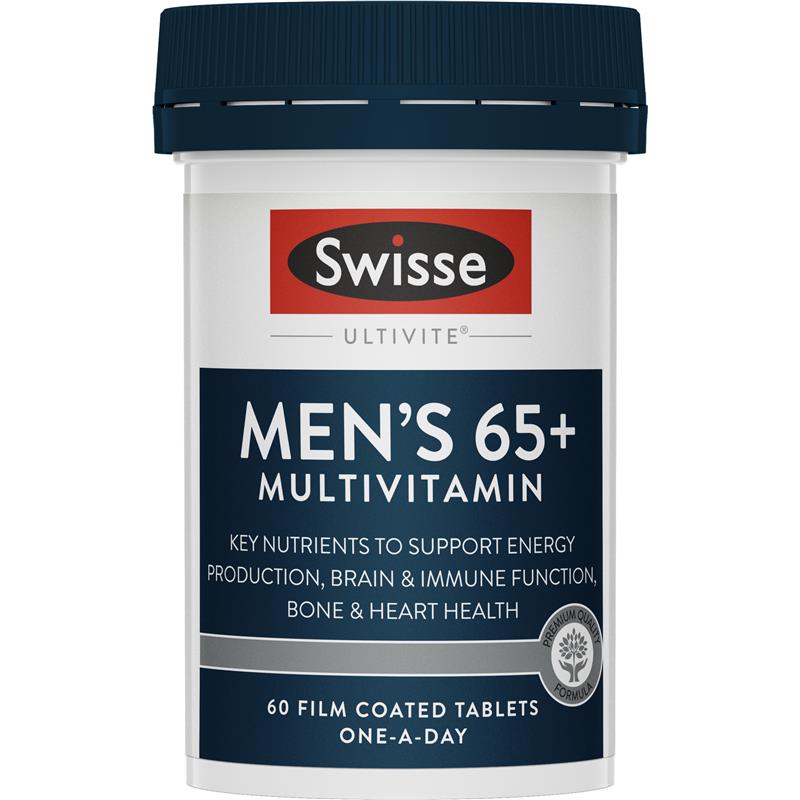 Swisse
ULTIVITE®
MEN'S 65+
MULTIVITAMIN
KEY NUTRIENTS TO SUPPORT ENERGY
PRODUCTION, BRAIN & IMMUNE FUNCTION,
BONE & HEART HEALTH
PREMIUM QUALITY
FORMULA
60 FILM COATED TABLETS
ONE-A-DAY